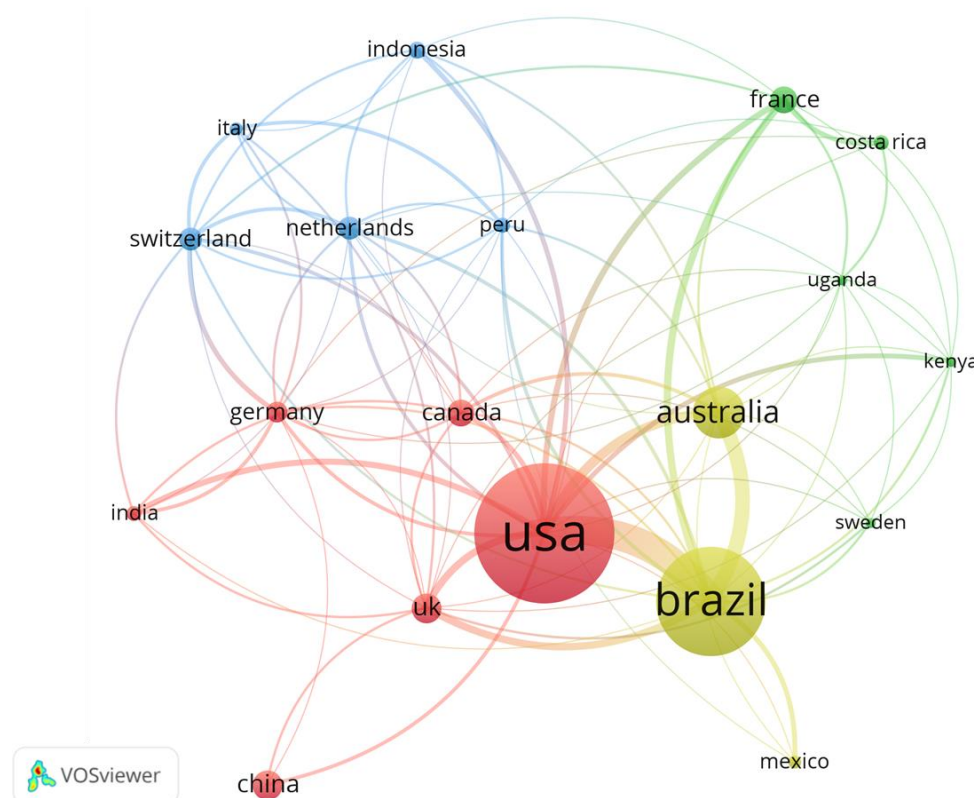 indonesia
france
italy
costa rica
netherlands
peru
switzerland
uganda
kenya
germany
canada
australia
india
sweden
usa
brazil
uk
mexico
VOSviewer
china